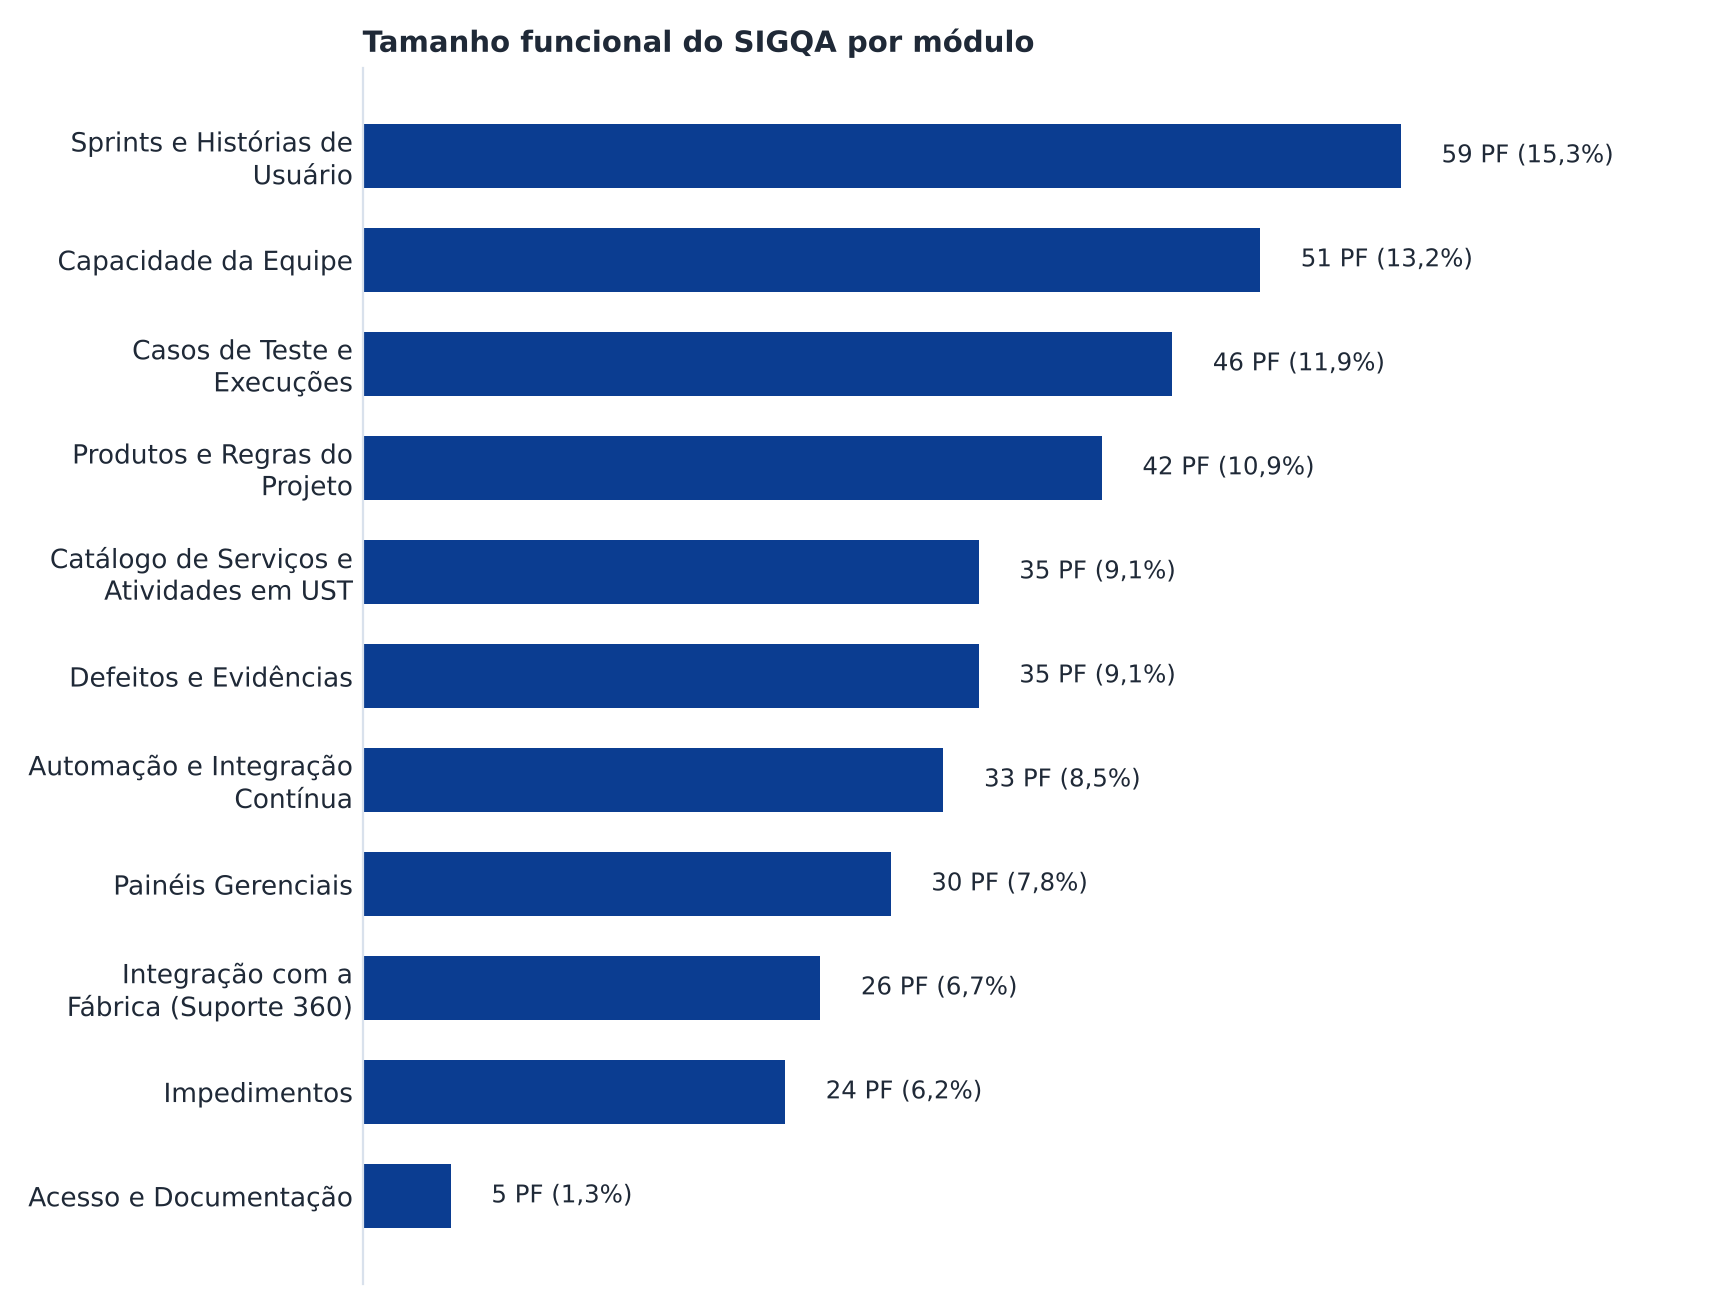 Tamanho funcional do SIGQA por módulo
Sprints e Histórias de
Usuário
59 PF (15,3%)
Capacidade da Equipe
51 PF (13,2%)
Casos de Teste e
Execuções
46 PF (11,9%)
Produtos e Regras do
Projeto
42 PF (10,9%)
Catálogo de Serviços e
Atividades em UST
35 PF (9,1%)
Defeitos e Evidências
35 PF (9,1%)
Automação e Integração
Contínua
33 PF (8,5%)
Painéis Gerenciais
30 PF (7,8%)
Integração com a
Fábrica (Suporte 360)
26 PF (6,7%)
Impedimentos
24 PF (6,2%)
Acesso e Documentação
5 PF (1,3%)